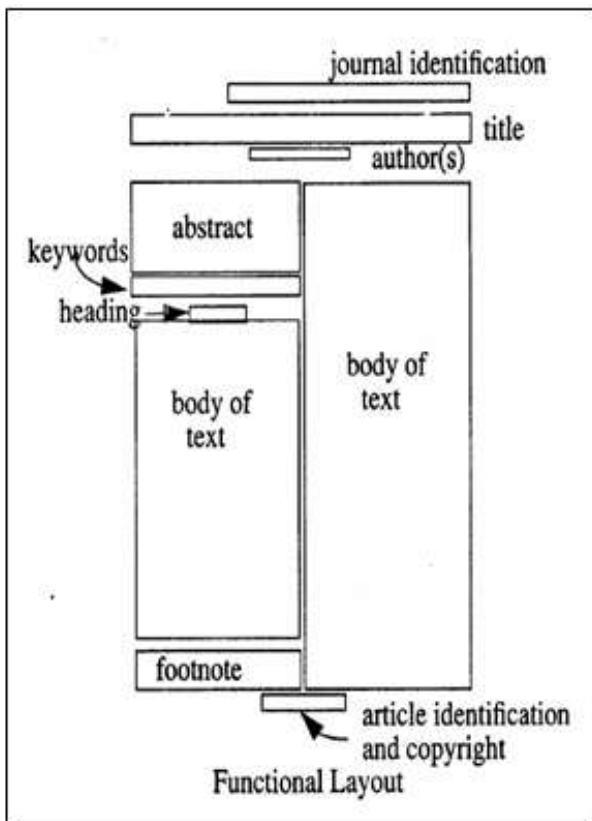 journal identification
title
author(s)
abstract
keywords
heading
body of
text
body of
text
footnote
article identification
and copyright
Functional Layout